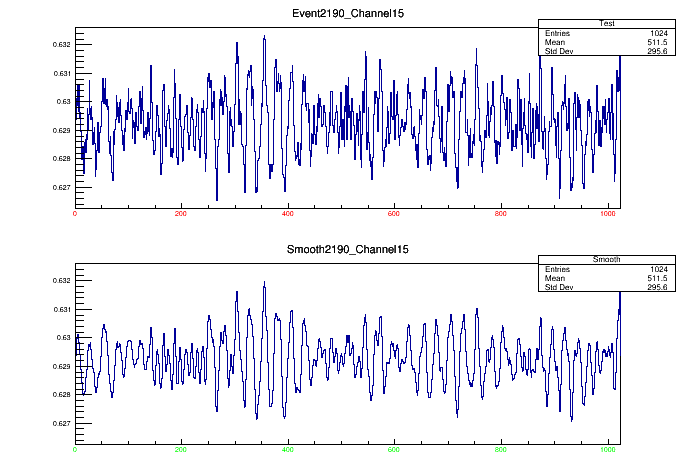 Event2190_Channel15
Test
Entries 1024
Mean 511.5
Std Dev 295.6
0.632
0.631
0.63
0.629
0.628
0.627
0 200 400 600 800 1000
Smooth2190_Channel15
Smooth
Entries 1024
Mean 511.5
Std Dev 295.6
0.632
0.631
0.63
0.629
0.628
0.627
0 200 400 600 800 1000